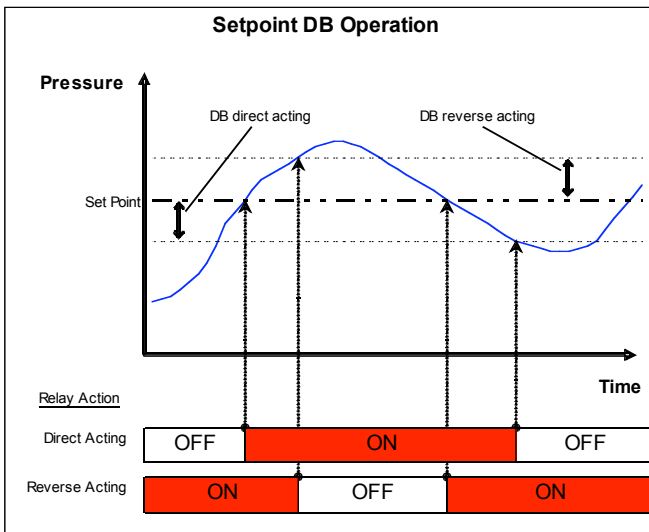 Setpoint DB Operation
Pressure
DB direct acting
DB reverse acting
Set Point
Time
Relay Action
Direct Acting
OFF
ON
OFF
Reverse Acting
ON
OFF
ON